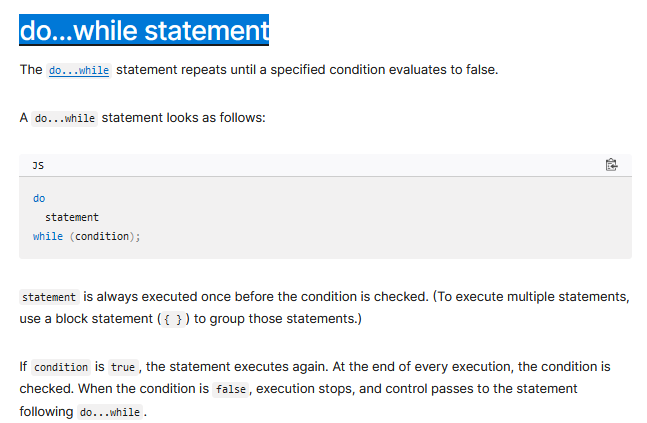 do...while statement
The do...while statement repeats until a specified condition evaluates to false.
A do...while statement looks as follows:
JS
do
  statement
while (condition);
statement is always executed once before the condition is checked. (To execute multiple statements,
use a block statement ({ }) to group those statements.)
If condition is true, the statement executes again. At the end of every execution, the condition is
checked. When the condition is false, execution stops, and control passes to the statement
following do...while.